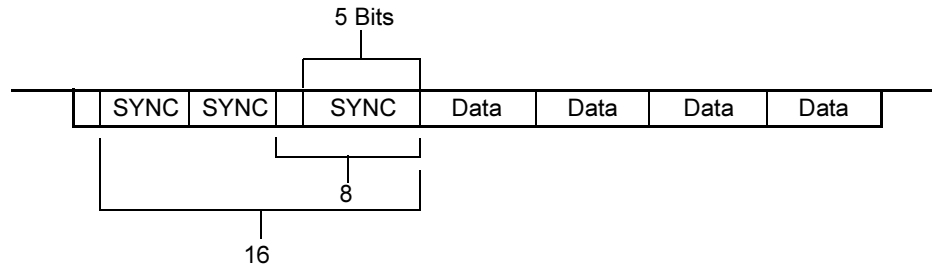 5 Bits
SYNC SYNC SYNC Data Data Data Data
8
16